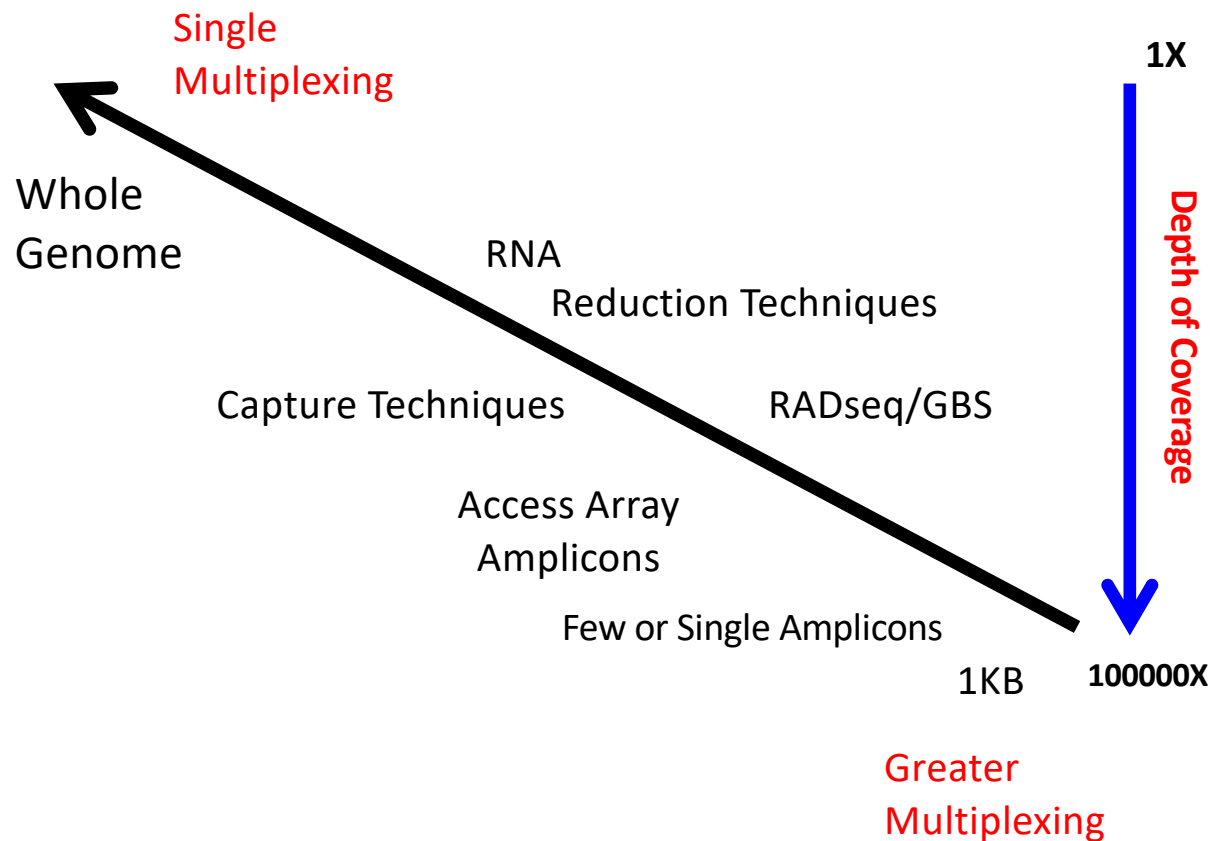 Single
Multiplexing
1X
Whole
Genome
RNA
Reduction Techniques
Depth of Coverage
Capture Techniques
RADseq/GBS
Access Array
Amplicons
Few or Single Amplicons
1KB
100000X
Greater
Multiplexing